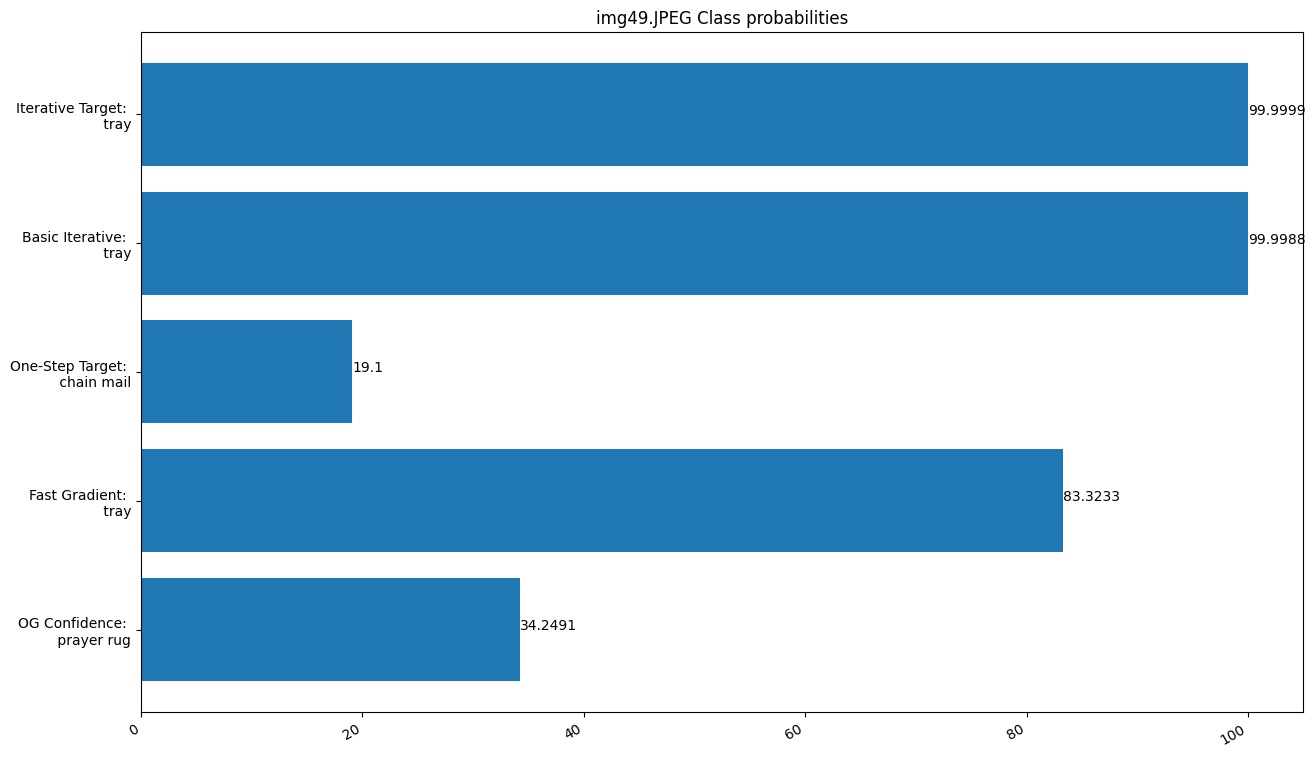 img49.JPEG Class probabilities
Iterative Target:
tray
99.9999
Basic Iterative:
tray
99.9988
One-Step Target:
chain mail
19.1
Fast Gradient:
tray
83.3233
OG Confidence:
prayer rug
34.2491
0
20
40
60
80
100